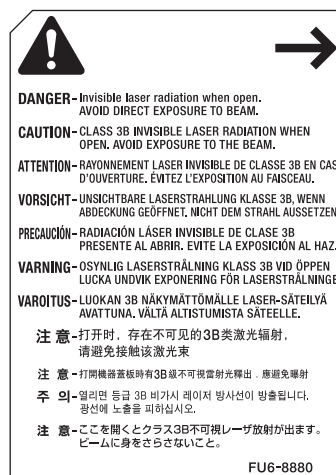 DANGER - Invisible laser radiation when open.
AVOID DIRECT EXPOSURE TO BEAM.
CAUTION - CLASS 3B INVISIBLE LASER RADIATION WHEN
OPEN. AVOID EXPOSURE TO THE BEAM.
ATTENTION - RAYONNEMENT LASER INVISIBLE DE CLASSE 3B EN CAS
D'OUVERTURE. ÉVITEZ L'EXPOSITION AU FAISCEAU.
VORSICHT - UNSICHTBARE LASERSTRAHLUNG KLASSE 3B, WENN
ABDECKUNG GEÖFFNET. NICHT DEM STRAHL AUSSETZEN
PRECAUCIÓN - RADIACIÓN LÁSER INVISIBLE DE CLASE 3B
PRESENTE AL ABRIR. EVITE LA EXPOSICIÓN AL HAZ.
VARNING - OSYNLIG LASERSTRÅLNING KLASS 3B VID ÖPPEN
LUCKA UNDVIK EXPONERING FÖR LASERSTRÅLNINGE
VAROITUS - LUOKAN 3B NÄKYMÄTTÖMÄLLE LASER-SÄTEILYÄ
AVATTUNA. VÄLTÄ ALTISTUMISTA SÄTEELLE.
注 意 - 打开时，存在不可见的3B类激光辐射，
请避免接触该激光束
注 意 - 打開機器蓋板時有3B級不可視雷射光釋出﹒應避免曝射
주 의 - 열리면 등급 3B 비가시 레이저 방사선이 방출됩니다.
광선에 노출을 피하십시오.
注 意 - ここを開くとクラス3B不可視レーザ放射が出ます。
ビームに身をさらさないこと。
FU6-8880